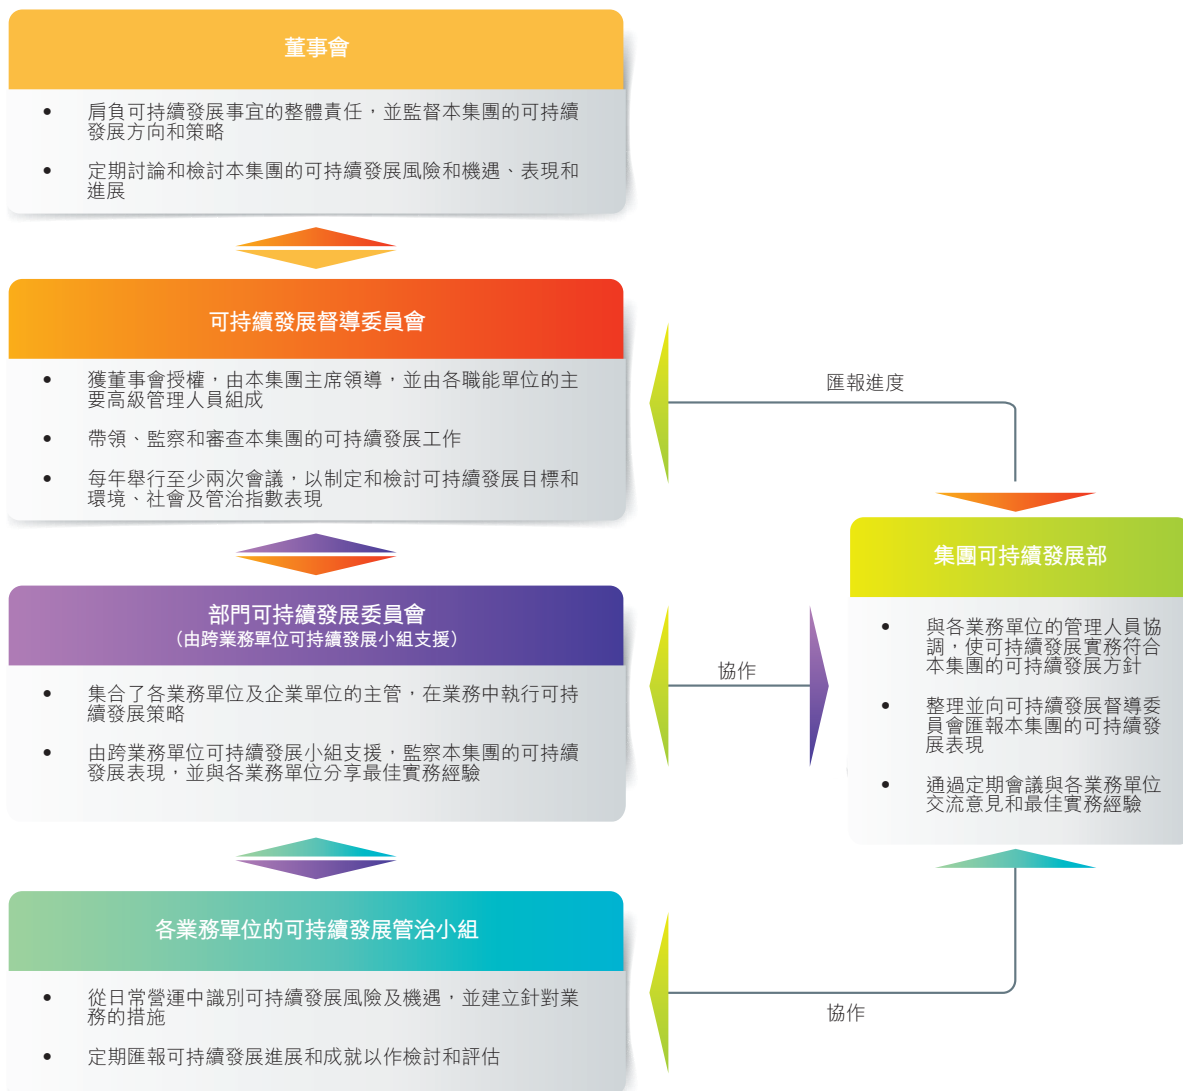 董事會
• 肩負可持續發展事宜的整體責任，並監督本集團的可持續
發展方向和策略
• 定期討論和檢討本集團的可持續發展風險和機遇、表現和
進展
可持續發展督導委員會
• 獲董事會授權，由本集團主席領導，並由各職能單位的主
要高級管理人員組成
• 帶領、監察和審查本集團的可持續發展工作
• 每年舉行至少兩次會議，以制定和檢討可持續發展目標和
環境、社會及管治指數表現
匯報進度
部門可持續發展委員會
（由跨業務單位可持續發展小組支援）
• 集合了各業務單位及企業單位的主管，在業務中執行可持
續發展策略
• 由跨業務單位可持續發展小組支援，監察本集團的可持續
發展表現，並與各業務單位分享最佳實務經驗
協作
集團可持續發展部
• 與各業務單位的管理人員協
調，使可持續發展實務符合
本集團的可持續發展方針
• 整理並向可持續發展督導委
員會匯報本集團的可持續發
展表現
• 通過定期會議與各業務單位
交流意見和最佳實務經驗
各業務單位的可持續發展管治小組
• 從日常營運中識別可持續發展風險及機遇，並建立針對業
務的措施
• 定期匯報可持續發展進展和成就以作檢討和評估
協作